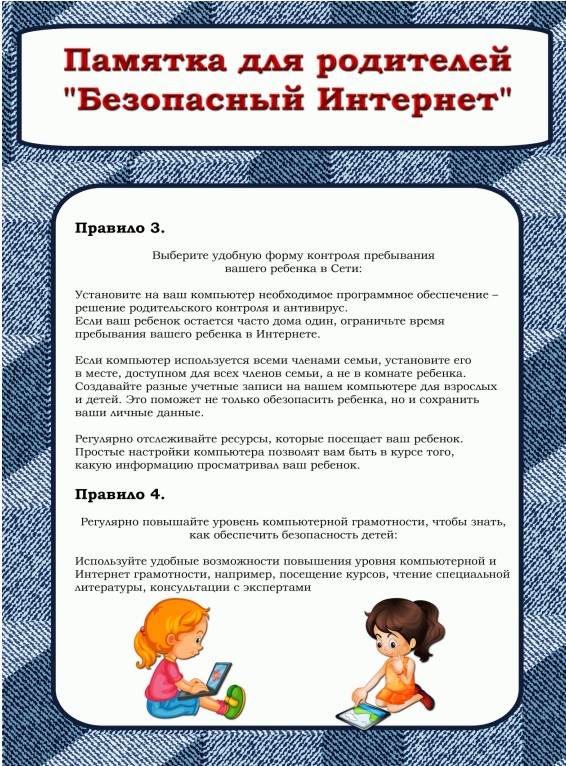 Памятка для родителей
"Безопасный Интернет"
Правило 3.
Выберите удобную форму контроля пребывания
вашего ребенка в Сети:
Установите на ваш компьютер необходимое программное обеспечение –
решение родительского контроля и антивирус.
Если ваш ребенок остается часто дома один, ограничьте время
пребывания вашего ребенка в Интернете.
Если компьютер используется всеми членами семьи, установите его
в месте, доступном для всех членов семьи, а не в комнате ребенка.
Создавайте разные учетные записи на вашем компьютере для взрослых
и детей. Это поможет не только обезопасить ребенка, но и сохранить
ваши личные данные.
Регулярно отслеживайте ресурсы, которые посещает ваш ребенок.
Простые настройки компьютера позволят вам быть в курсе того,
какую информацию просматривал ваш ребенок.
Правило 4.
Регулярно повышайте уровень компьютерной грамотности, чтобы знать,
как обеспечить безопасность детей:
Используйте удобные возможности повышения уровня компьютерной и
Интернет грамотности, например, посещение курсов, чтение специальной
литературы, консультации с экспертами